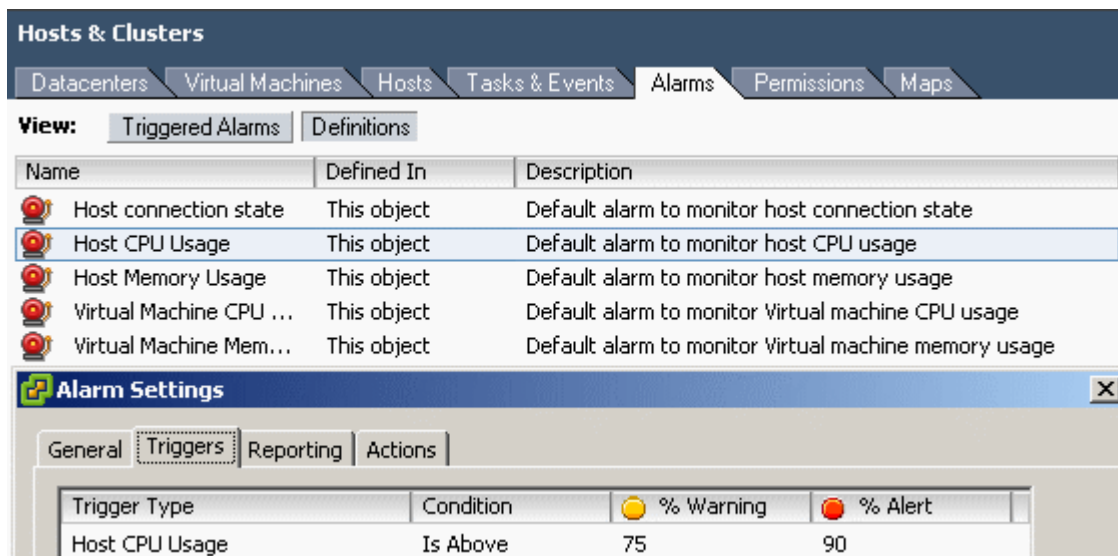 Hosts & Clusters
Datacenters Virtual Machines Hosts Tasks & Events Alarms Permissions Maps
View: Triggered Alarms Definitions
Name Defined In Description
Host connection state This object Default alarm to monitor host connection state
Host CPU Usage This object Default alarm to monitor host CPU usage
Host Memory Usage This object Default alarm to monitor host memory usage
Virtual Machine CPU ... This object Default alarm to monitor Virtual machine CPU usage
Virtual Machine Mem... This object Default alarm to monitor Virtual machine memory usage
Alarm Settings
General Triggers Reporting Actions
Trigger Type Condition % Warning % Alert
Host CPU Usage Is Above 75 90